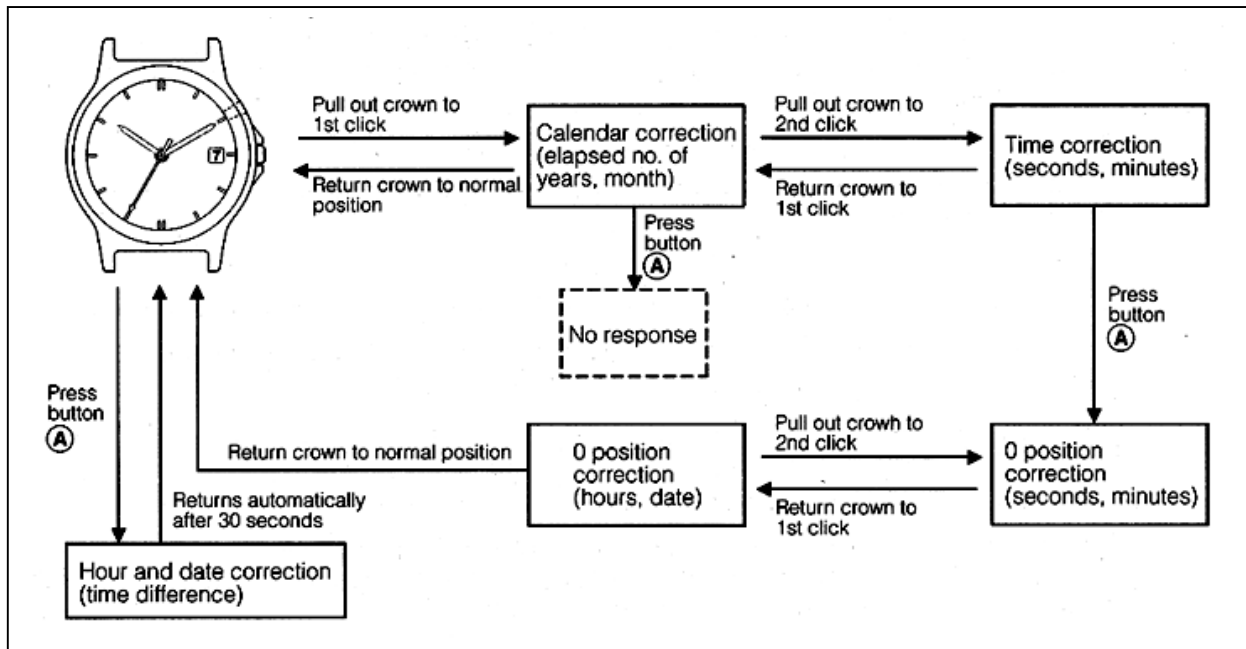 Pull out crown to
1st click
Return crown to normal
position
Calendar correction
(elapsed no. of
years, month)
Pull out crown to
2nd click
Return crown to
1st click
Time correction
(seconds, minutes)
7
Press
button
A
No response
Press
button
A
Press
button
A
Return crown to normal position
Returns automatically
after 30 seconds
0 position
correction
(hours, date)
Pull out crowh to
2nd click
Return crown to
1st click
0 position
correction
(seconds, minutes)
Hour and date correction
(time difference)